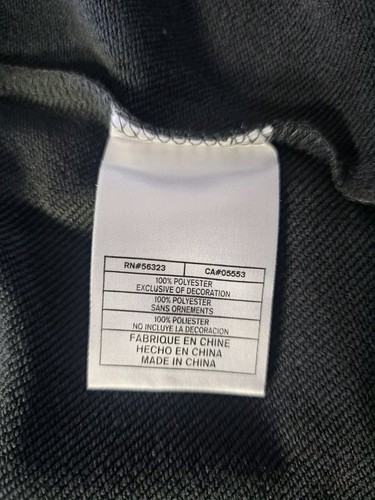 RN#56323 CA#05553
100% POLYESTER
EXCLUSIVE OF DECORATION
100% POLYESTER
SANS ORNEMENTS
100% POLIESTER
NO INCLUYE LA DECORACION
FABRIQUE EN CHINE
HECHO EN CHINA
MADE IN CHINA